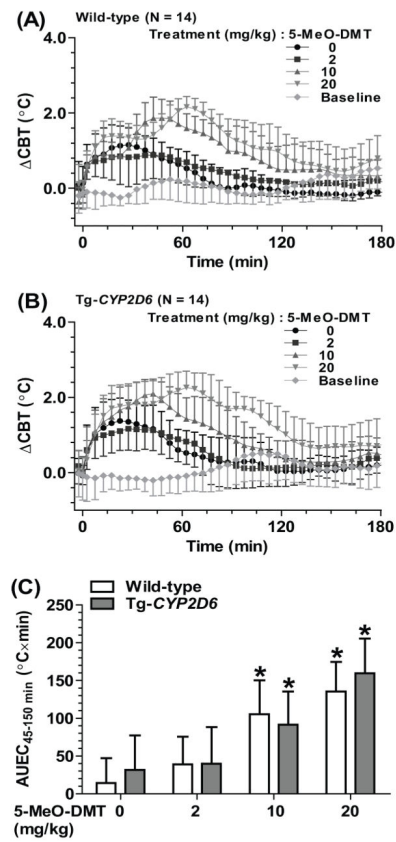 (A) Wild-type (N = 14)
Treatment (mg/kg) : 5-MeO-DMT
0
2
10
20
Baseline
ΔCBT (°C)
4.0
2.0
0.0
0 60 120 180
Time (min)
(B) Tg-CYP2D6 (N = 14)
Treatment (mg/kg) : 5-MeO-DMT
0
2
10
20
Baseline
ΔCBT (°C)
4.0
2.0
0.0
0 60 120 180
Time (min)
(C)
Wild-type
Tg-CYP2D6
AUEC45-150 min (°C×min)
250
200
150
100
50
0
* * * *
5-MeO-DMT 0 2 10 20
(mg/kg)